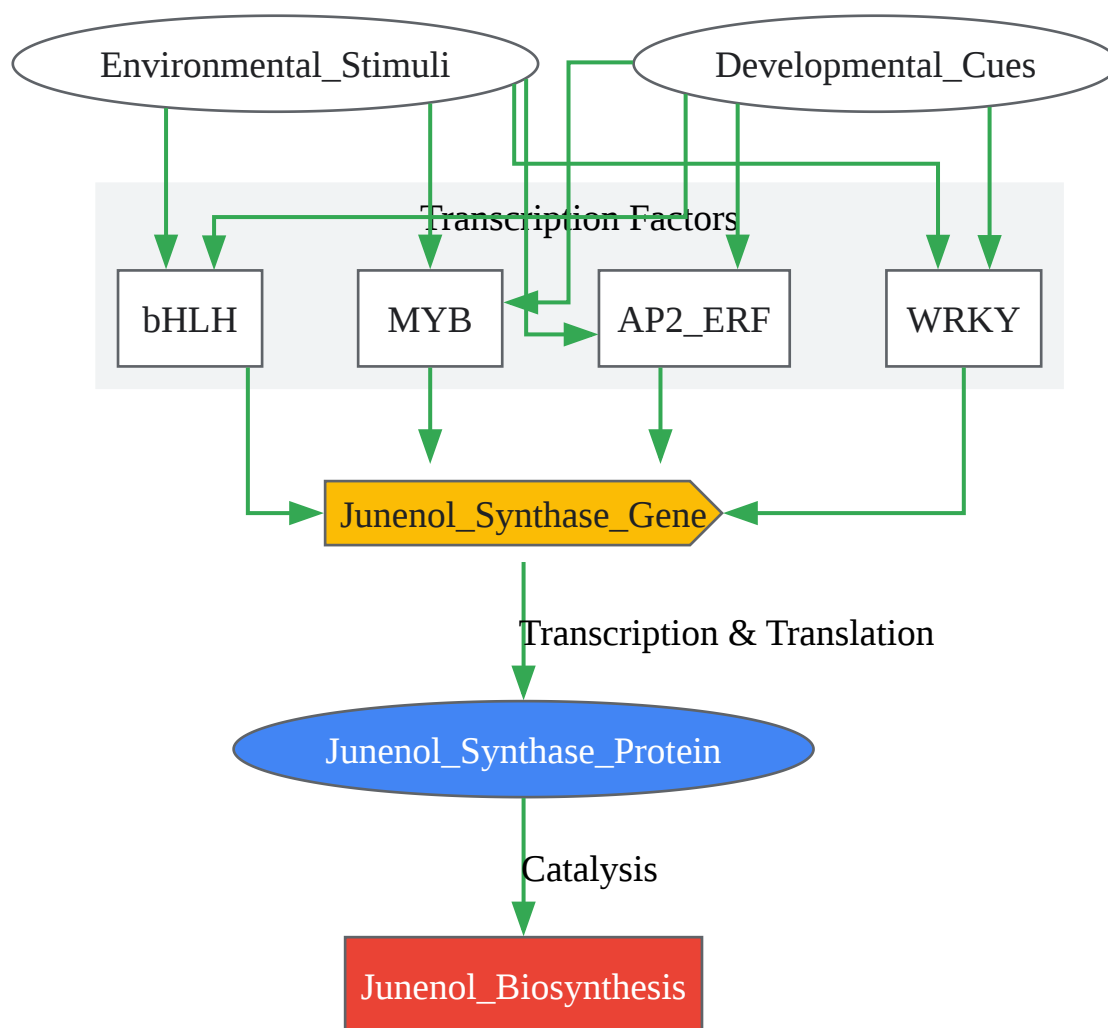 Environmental_Stimuli
Developmental_Cues
Transcription Factors
bHLH
MYB
AP2_ERF
WRKY
Junenol_Synthase_Gene
Transcription & Translation
Junenol_Synthase_Protein
Catalysis
Junenol_Biosynthesis